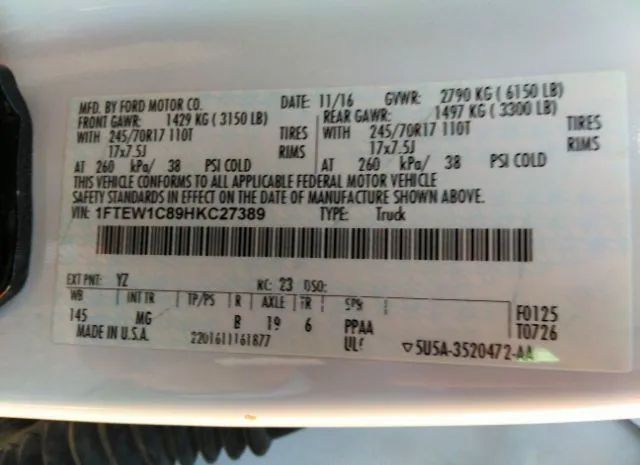 MFD. BY FORD MOTOR CO. DATE: 11/16 GVWR: 2790 KG ( 6150 LB)
FRONT GAWR: 1429 KG ( 3150 LB) REAR GAWR: 1497 KG ( 3300 LB)
WITH 245/70R17 110T TIRES WITH 245/70R17 110T TIRES
17x7.5J RIMS 17x7.5J RIMS
AT 260 kPa/ 38 PSI COLD AT 260 kPa/ 38 PSI COLD
THIS VEHICLE CONFORMS TO ALL APPLICABLE FEDERAL MOTOR VEHICLE
SAFETY STANDARDS IN EFFECT ON THE DATE OF MANUFACTURE SHOWN ABOVE.
VIN: 1FTEW1C89HKC27389 TYPE: Truck
EXT PNT: YZ RC: 23 DSO:
WB INT TR TP/PS R AXLE TR SPR F0125
145 MG B 19 6 PPAA T0726
MADE IN U.S.A. 2201611161877 ▽5U5A-3520472-AA